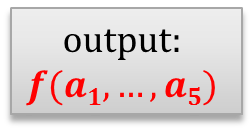 output:
f(a₁, ..., a₅)